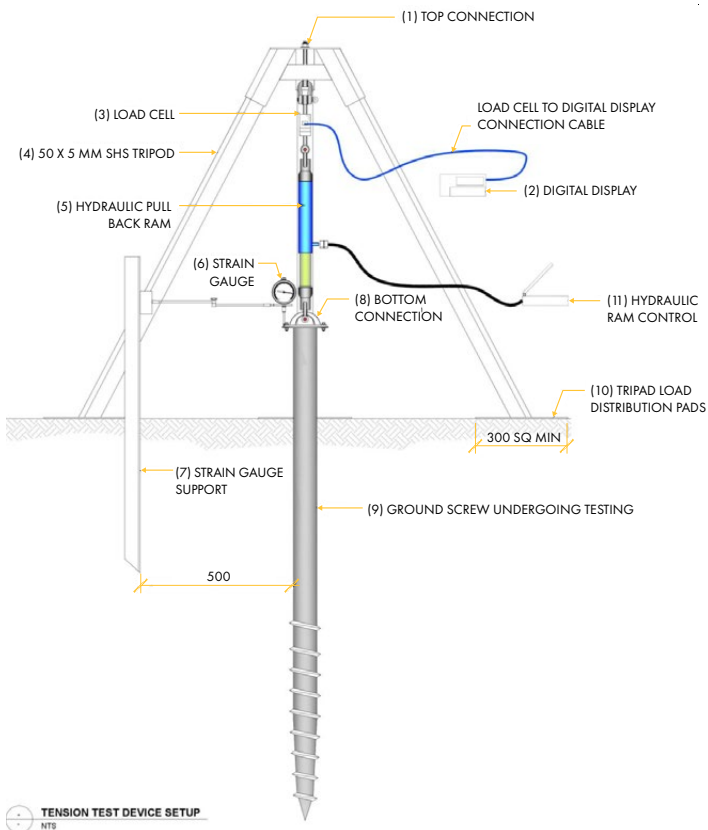 (1) TOP CONNECTION
(3) LOAD CELL
LOAD CELL TO DIGITAL DISPLAY
CONNECTION CABLE
(4) 50 X 5 MM SHS TRIPOD
(2) DIGITAL DISPLAY
(5) HYDRAULIC PULL
BACK RAM
(6) STRAIN
GAUGE
(8) BOTTOM
CONNECTION
(11) HYDRAULIC
RAM CONTROL
(10) TRIPAD LOAD
DISTRIBUTION PADS
300 SQ MIN
(7) STRAIN GAUGE
SUPPORT
(9) GROUND SCREW UNDERGOING TESTING
500
TENSION TEST DEVICE SETUP
NTS